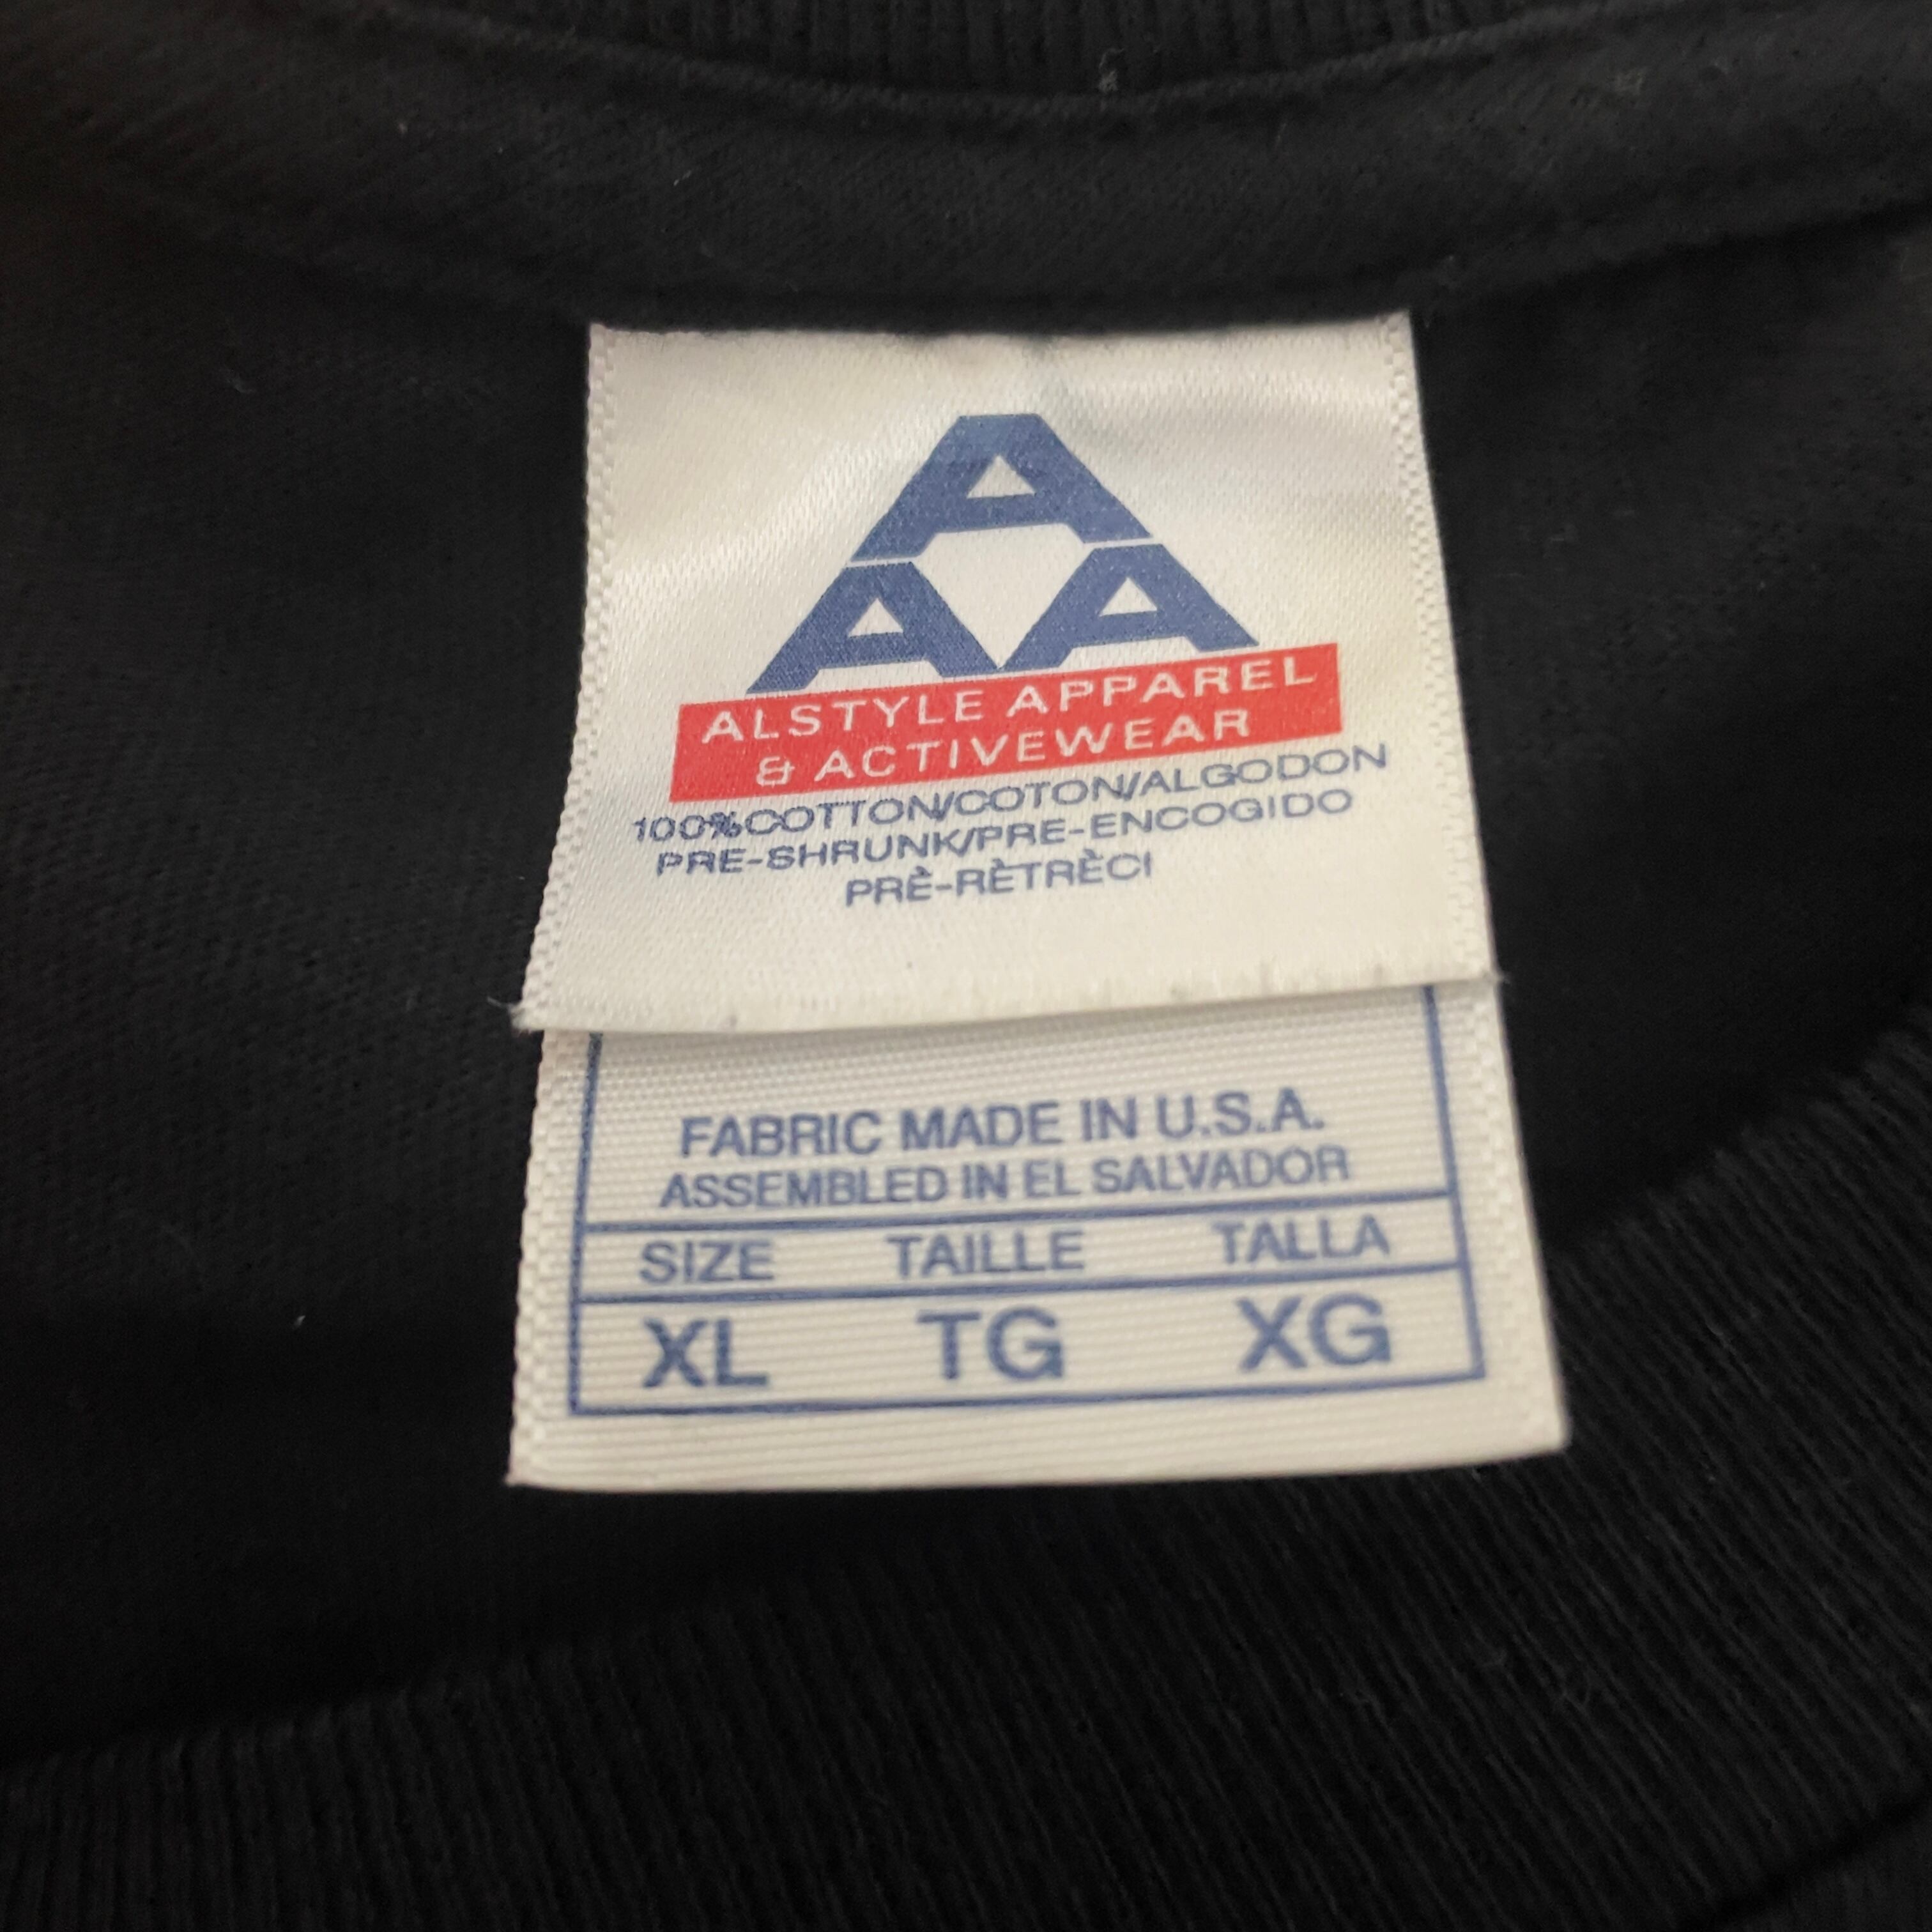 A
A A
ALSTYLE APPAREL
& ACTIVEWEAR
100%COTTON/COTON/ALGODON
PRE-SHRUNK/PRE-ENCOGIDO
PRÈ-RÈTRÈCI
FABRIC MADE IN U.S.A.
ASSEMBLED IN EL SALVADOR
SIZE TAILLE TALLA
XL TG XG